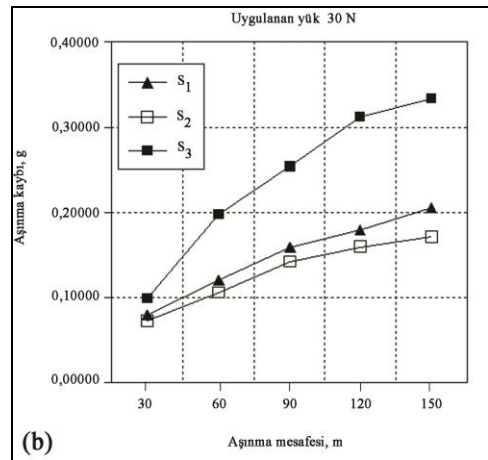 Uygulanan yük 30 N
0,40000
0,30000
0,20000
0,10000
0,00000
Aşınma kaybı, g
S1
S2
S3
30 60 90 120 150
Aşınma mesafesi, m
(b)